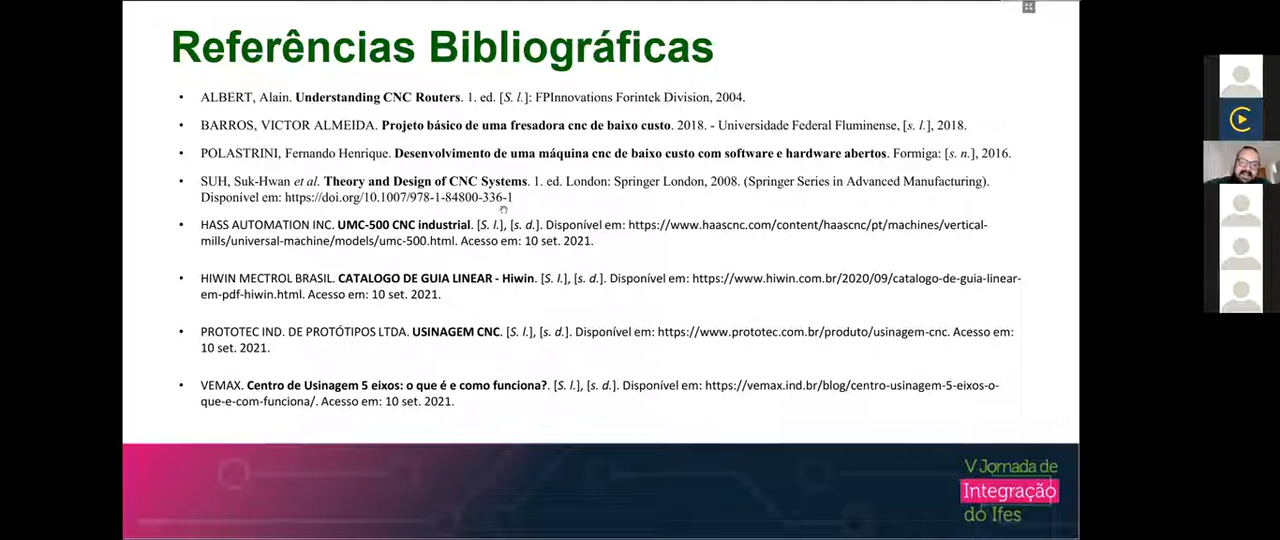 Referências Bibliográficas
• ALBERT, Alain. Understanding CNC Routers. 1. ed. [S. l.]: FPInnovations Forintek Division, 2004.
• BARROS, VICTOR ALMEIDA. Projeto básico de uma fresadora cnc de baixo custo. 2018. - Universidade Federal Fluminense, [s. l.], 2018.
• POLASTRINI, Fernando Henrique. Desenvolvimento de uma máquina cnc de baixo custo com software e hardware abertos. Formiga: [s. n.], 2016.
• SUH, Suk-Hwan et al. Theory and Design of CNC Systems. 1. ed. London: Springer London, 2008. (Springer Series in Advanced Manufacturing).
Disponível em: https://doi.org/10.1007/978-1-84800-336-1
• HASS AUTOMATION INC. UMC-500 CNC industrial. [S. l.], [s. d.]. Disponível em: https://www.haascnc.com/content/haascnc/pt/machines/vertical-
mills/universal-machine/models/umc-500.html. Acesso em: 10 set. 2021.
• HIWIN MECTROL BRASIL. CATALOGO DE GUIA LINEAR - Hiwin. [S. l.], [s. d.]. Disponível em: https://www.hiwin.com.br/2020/09/catalogo-de-guia-linear-
em-pdf-hiwin.html. Acesso em: 10 set. 2021.
• PROTOTEC IND. DE PROTÓTIPOS LTDA. USINAGEM CNC. [S. l.], [s. d.]. Disponível em: https://www.prototec.com.br/produto/usinagem-cnc. Acesso em:
10 set. 2021.
• VEMAX. Centro de Usinagem 5 eixos: o que é e como funciona?. [S. l.], [s. d.]. Disponível em: https://vemax.ind.br/blog/centro-usinagem-5-eixos-o-
que-e-com-funciona/. Acesso em: 10 set. 2021.
V Jornada de
Integração
do Ifes